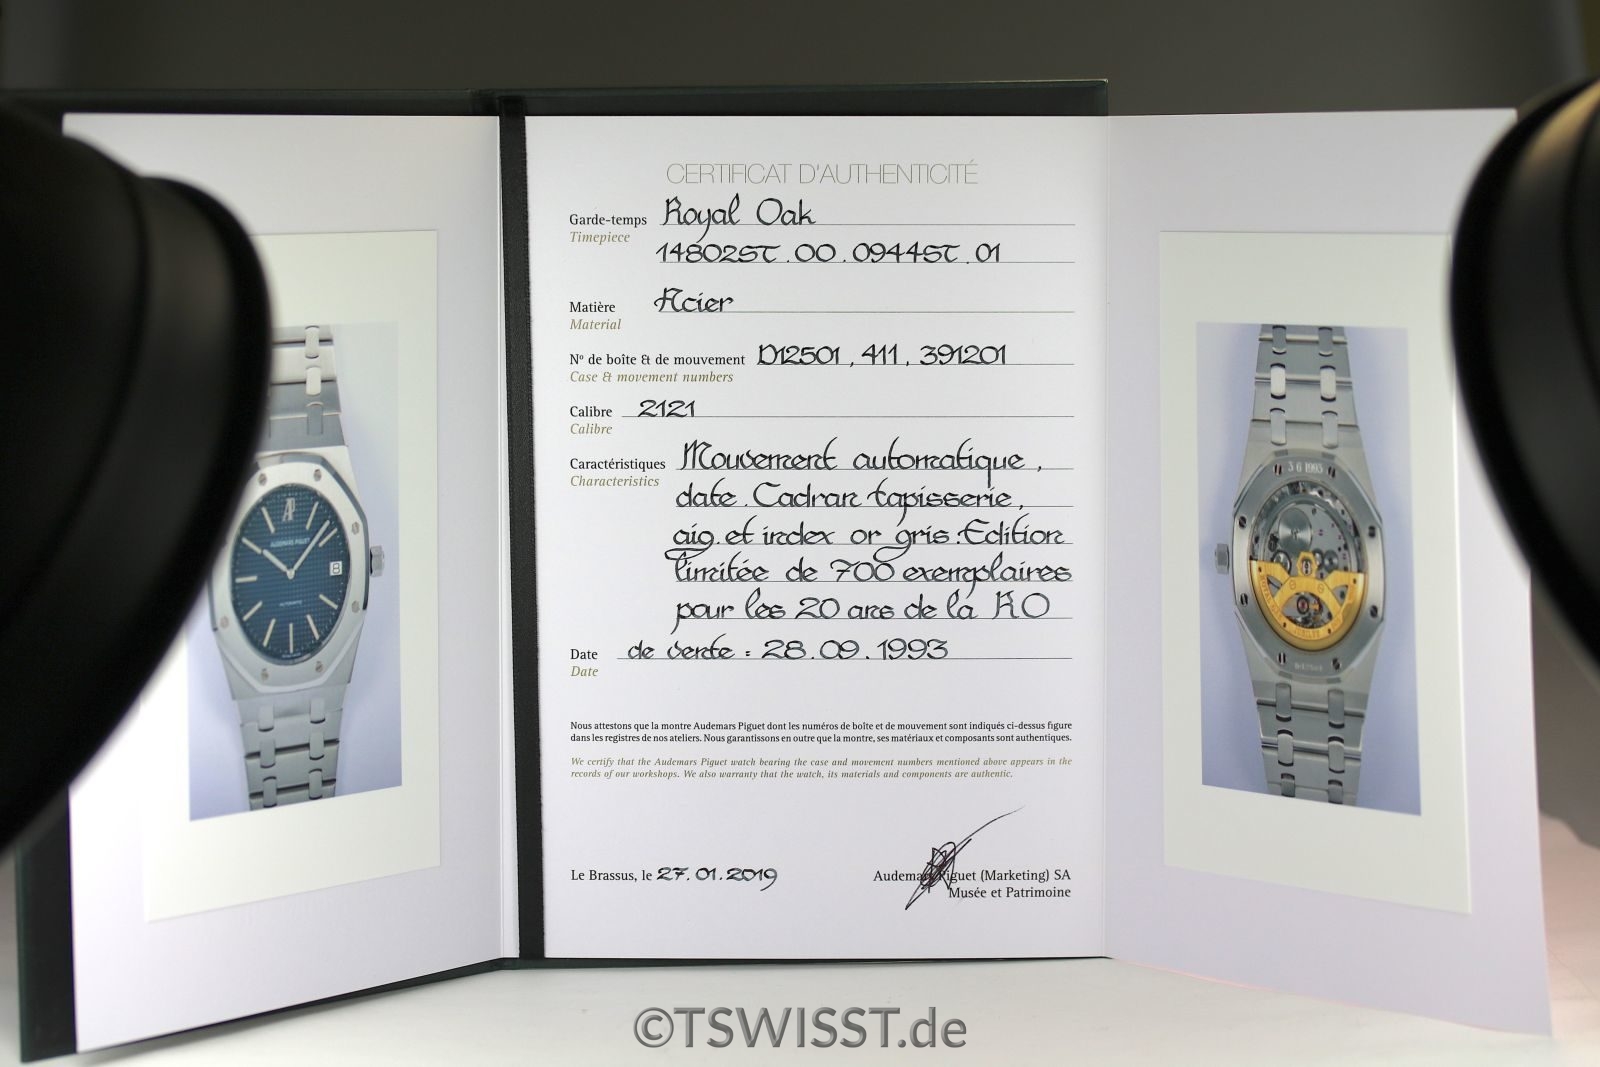 CERTIFICAT D'AUTHENTICITÉ
Garde-temps Royal Oak
Timepiece
14802ST.00.0944ST.01
Matière Acier
Material
Nº de boîte & de mouvement D12501, 411, 391201
Case & movement numbers
Calibre 2121
Calibre
Caractéristiques Mouvement automatique,
Characteristics
date. Cadran tapisserie,
aig. et index or gris. Edition
limitée de 700 exemplaires
pour les 20 ans de la RO
Date de vente : 28.09.1993
Date
Nous attestons que la montre Audemars Piguet dont les numéros de boîte et de mouvement sont indiqués ci-dessus figure
dans les registres de nos ateliers. Nous garantissons en outre que la montre, ses matériaux et composants sont authentiques.
We certify that the Audemars Piguet watch bearing the case and movement numbers mentioned above appears in the
records of our workshops. We also warranty that the watch, its materials and components are authentic.
Le Brassus, le 27.01.2019
Audemars Piguet (Marketing) SA
Musée et Patrimoine
AP
AUDEMARS PIGUET
8
AUTOMATIC
3 6 1993
©TSWISST.de